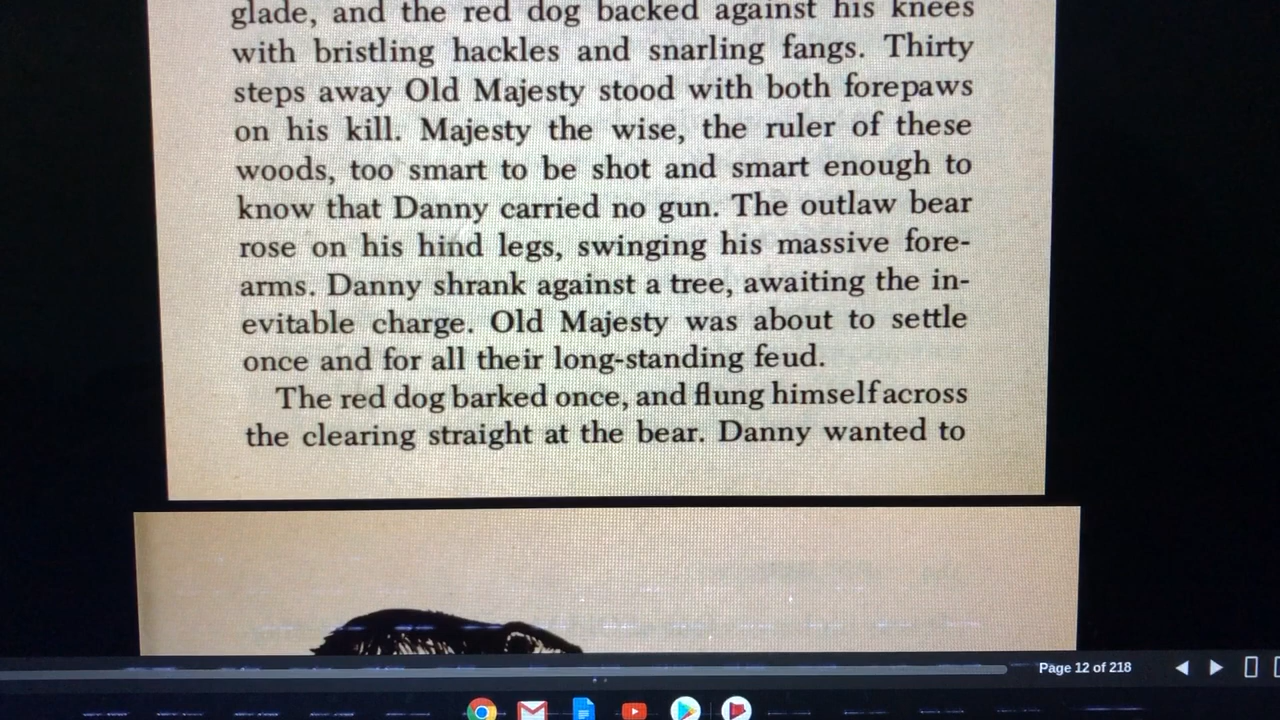 glade, and the red dog backed against his knees
with bristling hackles and snarling fangs. Thirty
steps away Old Majesty stood with both forepaws
on his kill. Majesty the wise, the ruler of these
woods, too smart to be shot and smart enough to
know that Danny carried no gun. The outlaw bear
rose on his hind legs, swinging his massive fore-
arms. Danny shrank against a tree, awaiting the in-
evitable charge. Old Majesty was about to settle
once and for all their long-standing feud.
The red dog barked once, and flung himself across
the clearing straight at the bear. Danny wanted to
Page 12 of 218